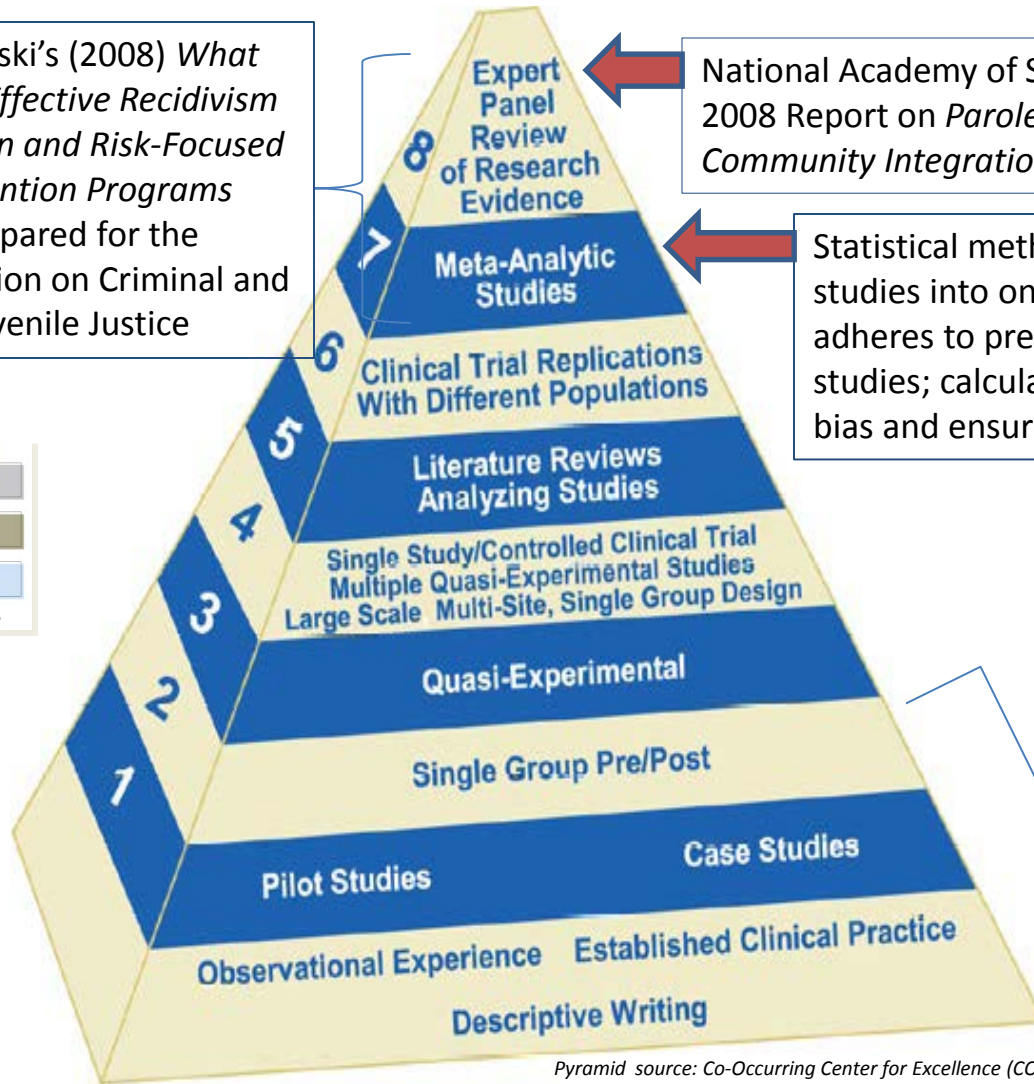 ski's (2008) What
ffective Recidivism
n and Risk-Focused
ntion Programs
pared for the
ion on Criminal and
venile Justice
National Academy of S
2008 Report on Parole
Community Integratio
Statistical meth
studies into on
adheres to pre
studies; calcula
bias and ensur
8
Expert
Panel
Review
of Research
Evidence
7
Meta-Analytic
Studies
6
Clinical Trial Replications
With Different Populations
5
Literature Reviews
Analyzing Studies
4
Single Study/Controlled Clinical Trial
Multiple Quasi-Experimental Studies
Large Scale Multi-Site, Single Group Design
3
Quasi-Experimental
2
Single Group Pre/Post
1
Pilot Studies Case Studies
Observational Experience Established Clinical Practice
Descriptive Writing
Pyramid source: Co-Occurring Center for Excellence (CC